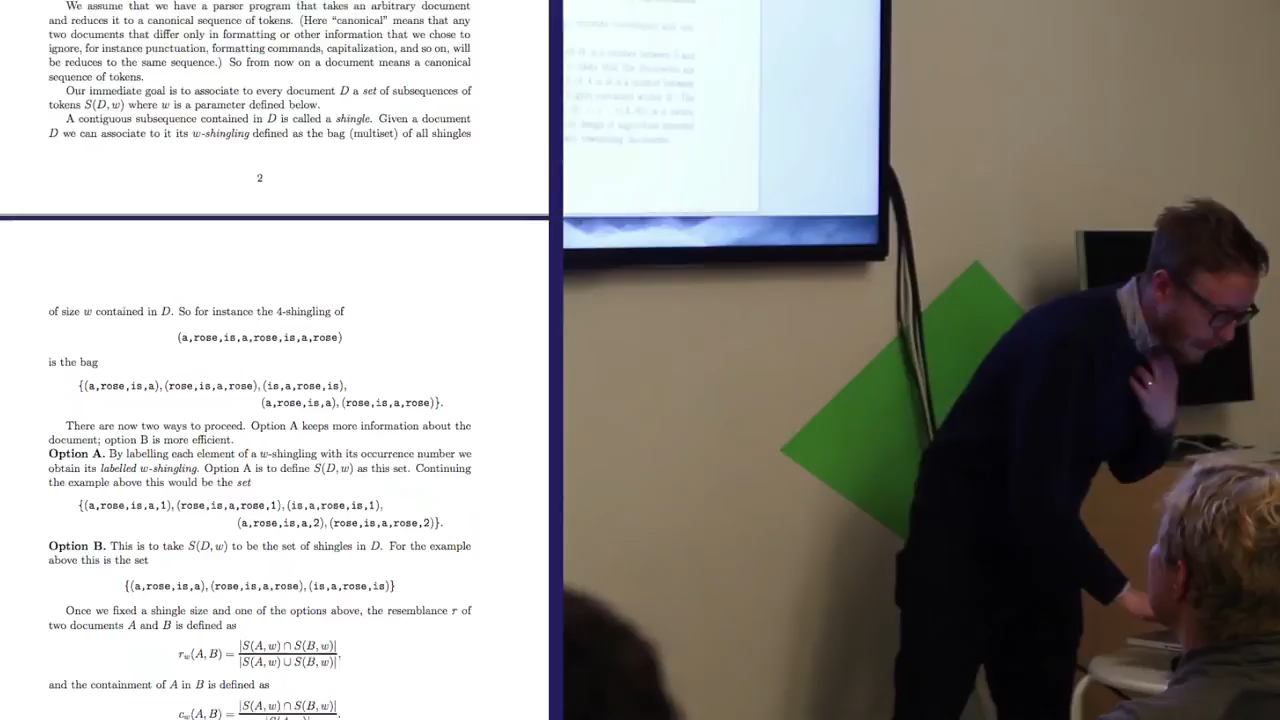 We assume that we have a parser program that takes an arbitrary document
and reduces it to a canonical sequence of tokens. (Here “canonical” means that any
two documents that differ only in formatting or other information that we chose to
ignore, for instance punctuation, formatting commands, capitalization, and so on, will
be reduces to the same sequence.) So from now on a document means a canonical
sequence of tokens.
Our immediate goal is to associate to every document D a set of subsequences of
tokens S(D, w) where w is a parameter defined below.
A contiguous subsequence contained in D is called a shingle. Given a document
D we can associate to it its w-shingling defined as the bag (multiset) of all shingles
2
of size w contained in D. So for instance the 4-shingling of
(a,rose,is,a,rose,is,a,rose)
is the bag
{(a,rose,is,a),(rose,is,a,rose),(is,a,rose,is),
(a,rose,is,a),(rose,is,a,rose)}.
There are now two ways to proceed. Option A keeps more information about the
document; option B is more efficient.
Option A. By labelling each element of a w-shingling with its occurrence number we
obtain its labelled w-shingling. Option A is to define S(D, w) as this set. Continuing
the example above this would be the set
{(a,rose,is,a,1),(rose,is,a,rose,1),(is,a,rose,is,1),
(a,rose,is,a,2),(rose,is,a,rose,2)}.
Option B. This is to take S(D, w) to be the set of shingles in D. For the example
above this is the set
{(a,rose,is,a),(rose,is,a,rose),(is,a,rose,is)}
Once we fixed a shingle size and one of the options above, the resemblance r of
two documents A and B is defined as
r_w(A, B) = |S(A, w) ∩ S(B, w)| / |S(A, w) ∪ S(B, w)|,
and the containment of A in B is defined as
c_w(A, B) = |S(A, w) ∩ S(B, w)|